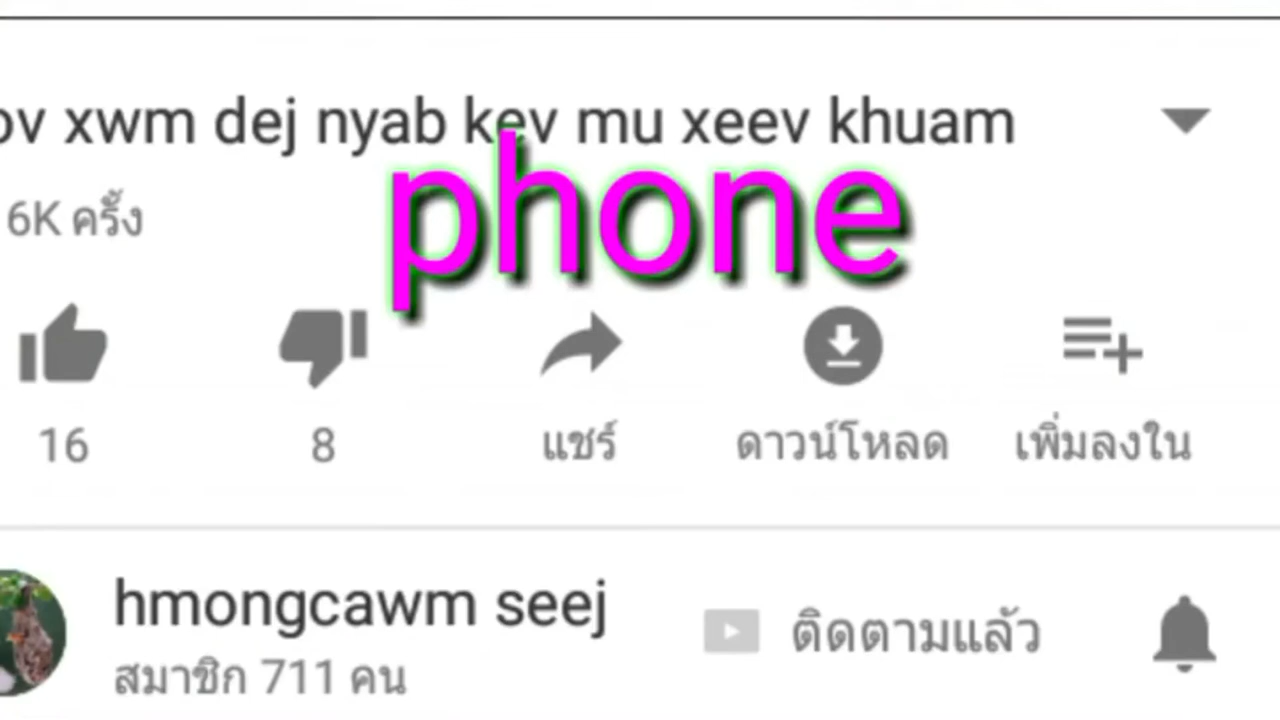 xwm dej nyab kev mu xeev khuam
phone
6K ครั้ง
16 8 แชร์ ดาวน์โหลด เพิ่มลงใน
hmongcawm seej
ติดตามแล้ว
สมาชิก 711 คน